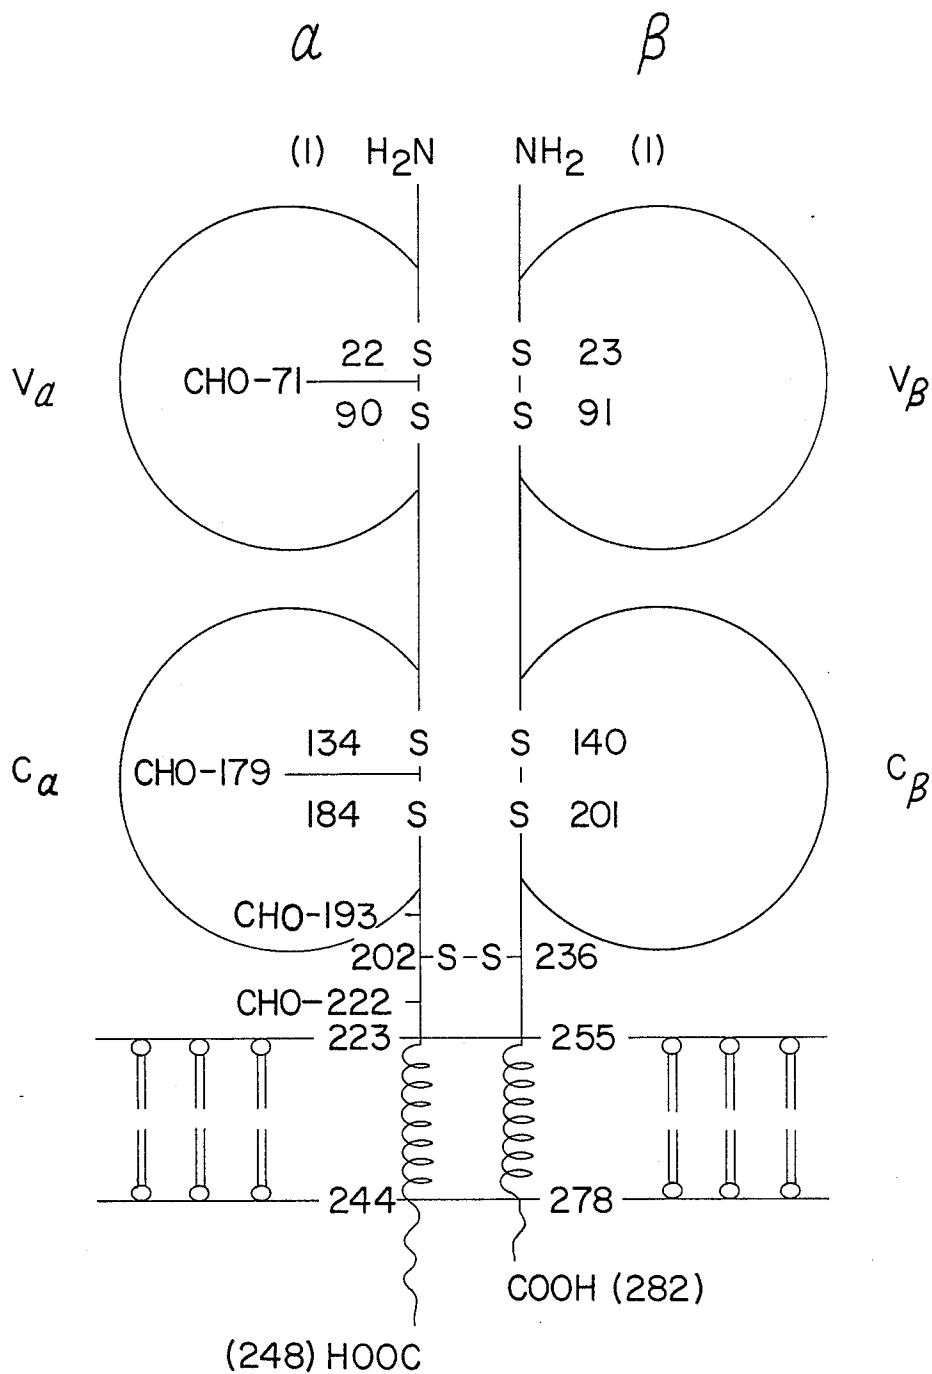 α β
(1) H2N NH2 (1)
22 S S 23
Vα CHO-71 Vβ
90 S S 91
134 S S 140
Cα CHO-179 Cβ
184 S S 201
CHO-193
202-S-S-236
CHO-222
223 255
244 278
COOH (282)
(248) HOOC